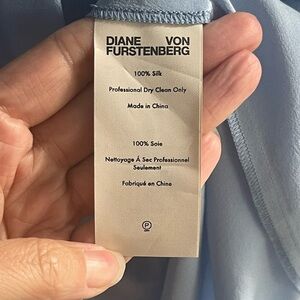 DIANE VON
FURSTENBERG
100% Silk
Professional Dry Clean Only
Made in China
100% Soie
Nettoyage Á Sec Professionnel
Seulement
Fabriqué en Chine
P